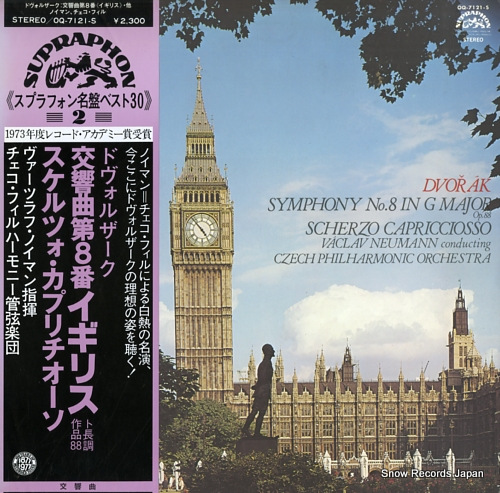 ドヴォルザーク:交響曲第8番《イギリス》・他
ノイマン、チェコ・フィル
STEREO/OQ-7121-S ¥2,300
SUPRAPHON
《スプラフォン名盤ベスト30》
2
1973年度レコード・アカデミー賞受賞
ノイマン=チェコ・フィルによる白熱の名演、
今ここにドヴォルザークの理想の姿を聴く!
ドヴォルザーク
交響曲第8番イギリス
ト長調
作品88
スケルツォ・カプリチオーソ
ヴァーツラフ・ノイマン指揮
チェコ・フィルハーモニー管弦楽団
交響曲
OQ-7121-S
SUPRAPHON
STEREO
DVOŘÁK
SYMPHONY No.8 IN G MAJOR
Op.88
SCHERZO CAPRICCIOSSO
VÁCLAV NEUMANN conducting
CZECH PHILHARMONIC ORCHESTRA
Snow Records Japan